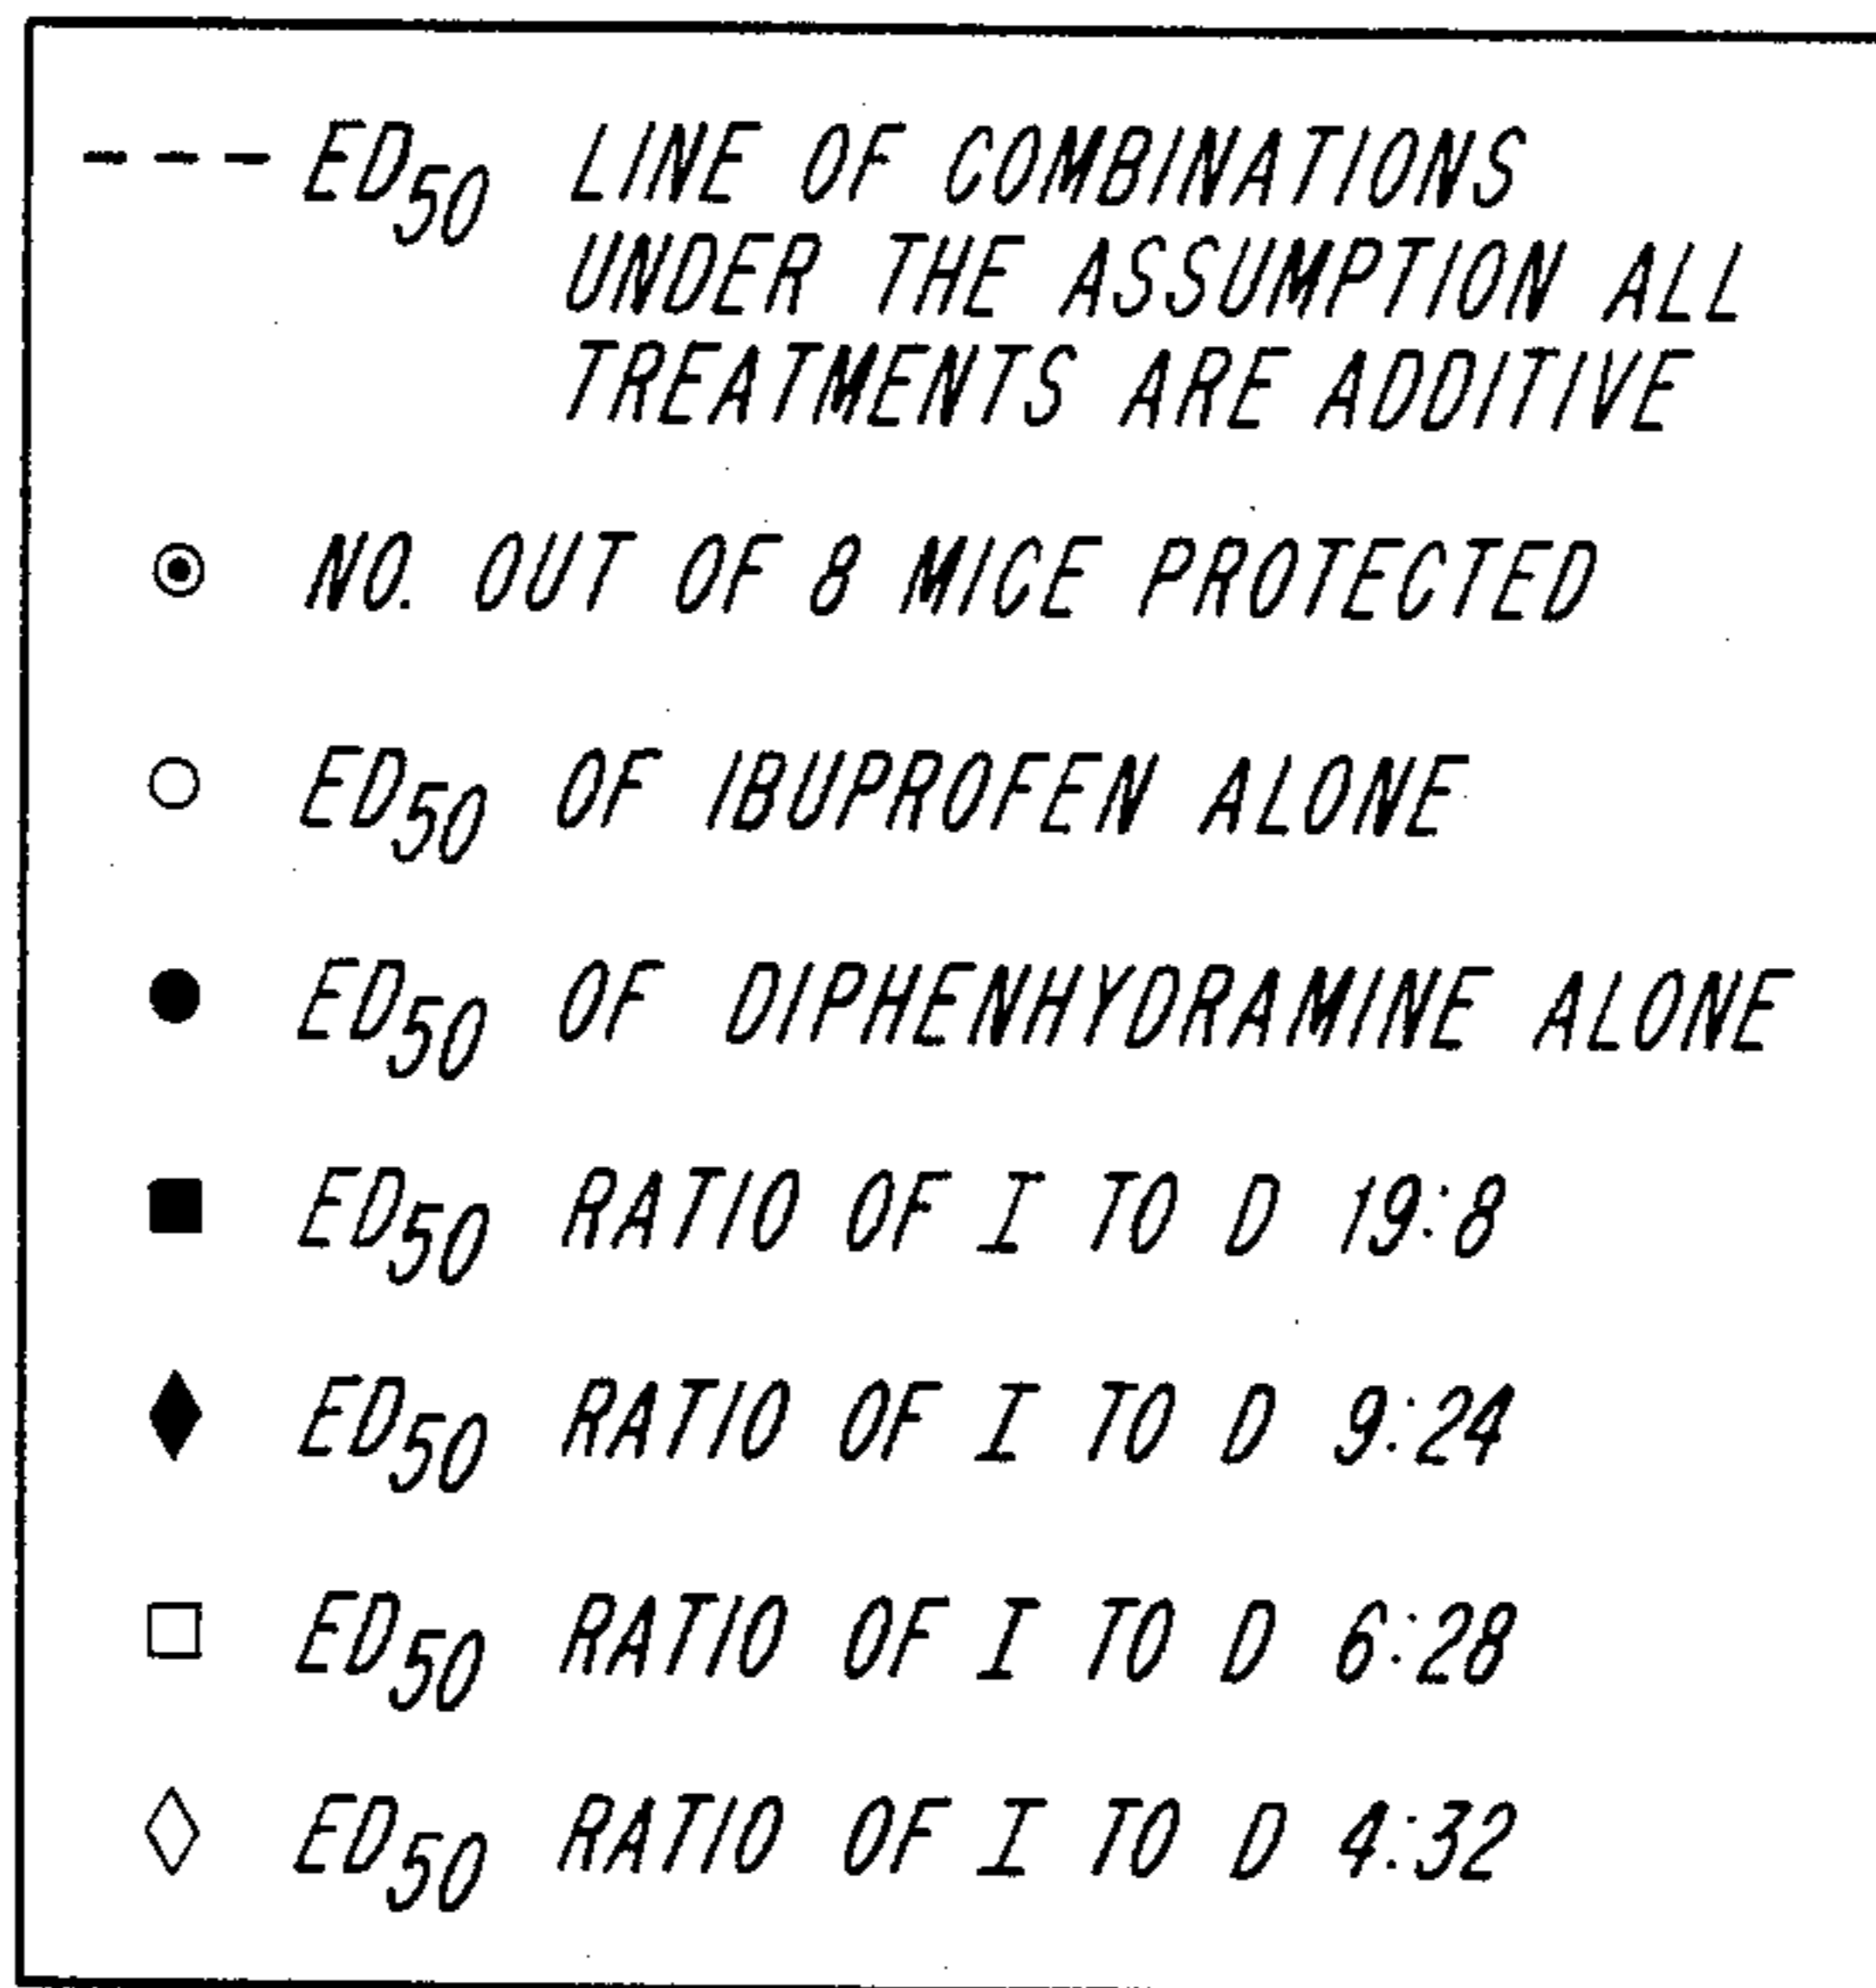 --- ED50 LINE OF COMBINATIONS
UNDER THE ASSUMPTION ALL
TREATMENTS ARE ADDITIVE
NO. OUT OF 8 MICE PROTECTED
ED50 OF IBUPROFEN ALONE
ED50 OF DIPHENHYDRAMINE ALONE
ED50 RATIO OF I TO D 19:8
ED50 RATIO OF I TO D 9:24
ED50 RATIO OF I TO D 6:28
ED50 RATIO OF I TO D 4:32